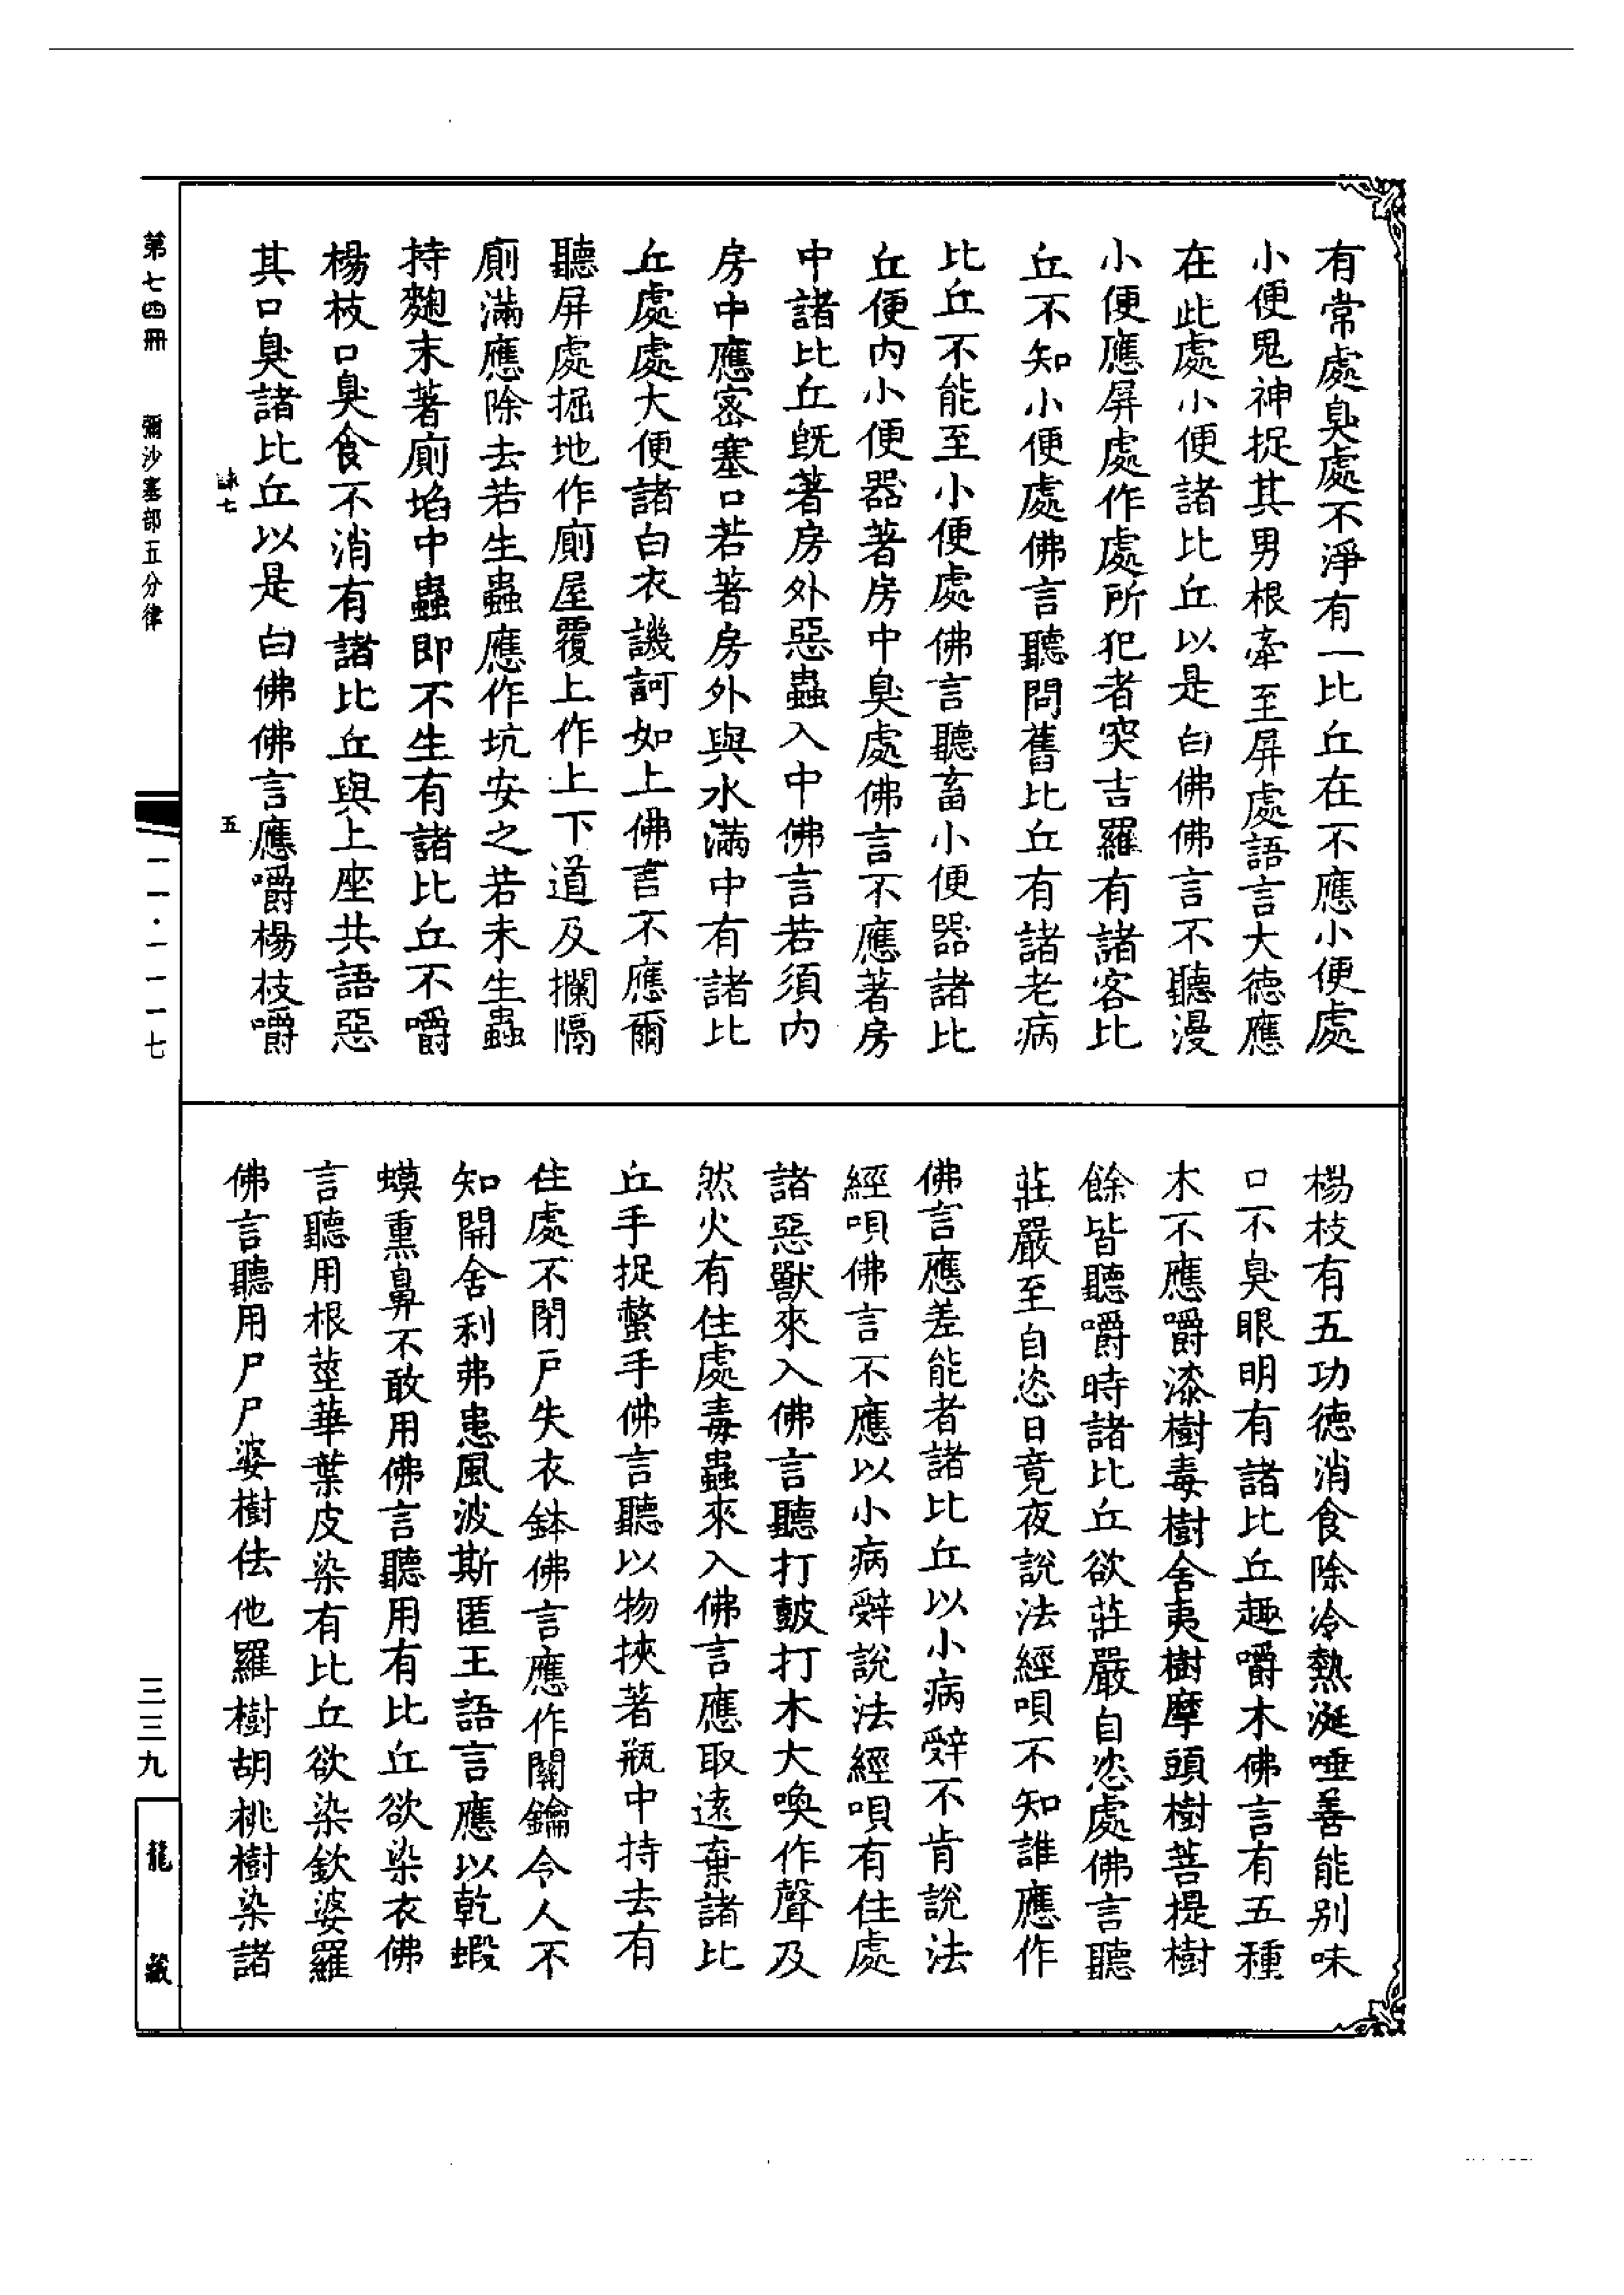 有常處臭處不淨有一比丘在不應小便處
小便鬼神捉其男根牽至屏處語言大德應
在此處小便諸比丘以是白佛佛言不聽漫
小便應屏處作處所犯者突吉羅有諸客比
丘不知小便處佛言聽問舊比丘有諸老病
比丘不能至小便處佛言聽畜小便器諸比
丘便內小便器著房中臭處佛言不應著房
中諸比丘既著房外惡蟲入中佛言若須內
房中應密塞口若著房外與水滿中有諸比
丘處處大便諸白衣譏訶如上佛言不應爾
聽屏處掘地作廁屋覆上作上下道及攔隔
廁滿應除去若生蟲應作坑安之若未生蟲
持麴末著廁埳中蟲即不生有諸比丘不嚼
楊枝口臭食不消有諸比丘與上座共語惡
其口臭諸比丘以是白佛佛言應嚼楊枝嚼
詠七
五
楊枝有五功德消食除冷熱涎唾善能別味
口不臭眼明有諸比丘趣嚼木佛言有五種
木不應嚼漆樹毒樹舍夷樹摩頭樹菩提樹
餘皆聽嚼時諸比丘欲莊嚴自恣處佛言聽
莊嚴至自恣日竟夜說法經唄不知誰應作
佛言應差能者諸比丘以小病辭不肯說法
經唄佛言不應以小病辭說法經唄有住處
諸惡獸來入佛言聽打鼓打木大喚作聲及
然火有住處毒蟲來入佛言應取遠棄諸比
丘手捉螫手佛言聽以物挾著瓶中持去有
住處不閉戶失衣鉢佛言應作關鑰令人不
知開舍利弗患風波斯匿王語言應以乾蝦
蟆熏鼻不敢用佛言聽用有比丘欲染衣佛
言聽用根莖華葉皮染有比丘欲染欽婆羅
佛言聽用尸尸婆樹佉他羅樹胡桃樹染諸
第七四冊 彌沙塞部五分律
一一·一一一七
三三九
龍藏